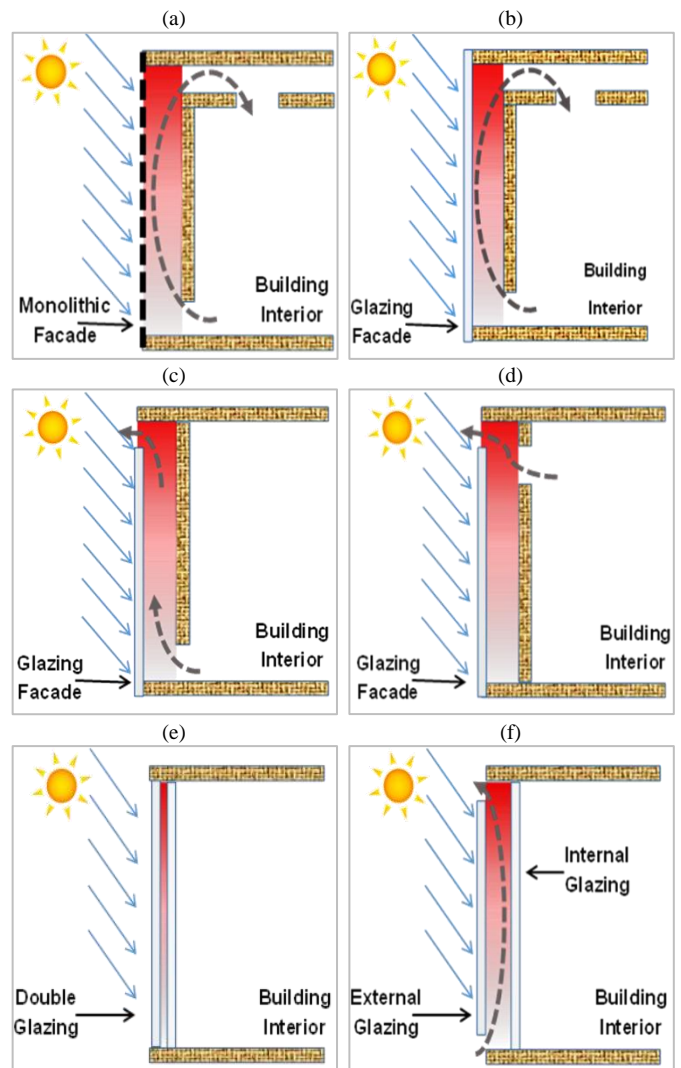 (a)
Building
Interior
Monolithic
Facade
(b)
Building
Interior
Glazing
Facade
(c)
Building
Interior
Glazing
Facade
(d)
Building
Interior
Glazing
Facade
(e)
Double
Glazing
Building
Interior
(f)
Internal
Glazing
External
Glazing
Building
Interior